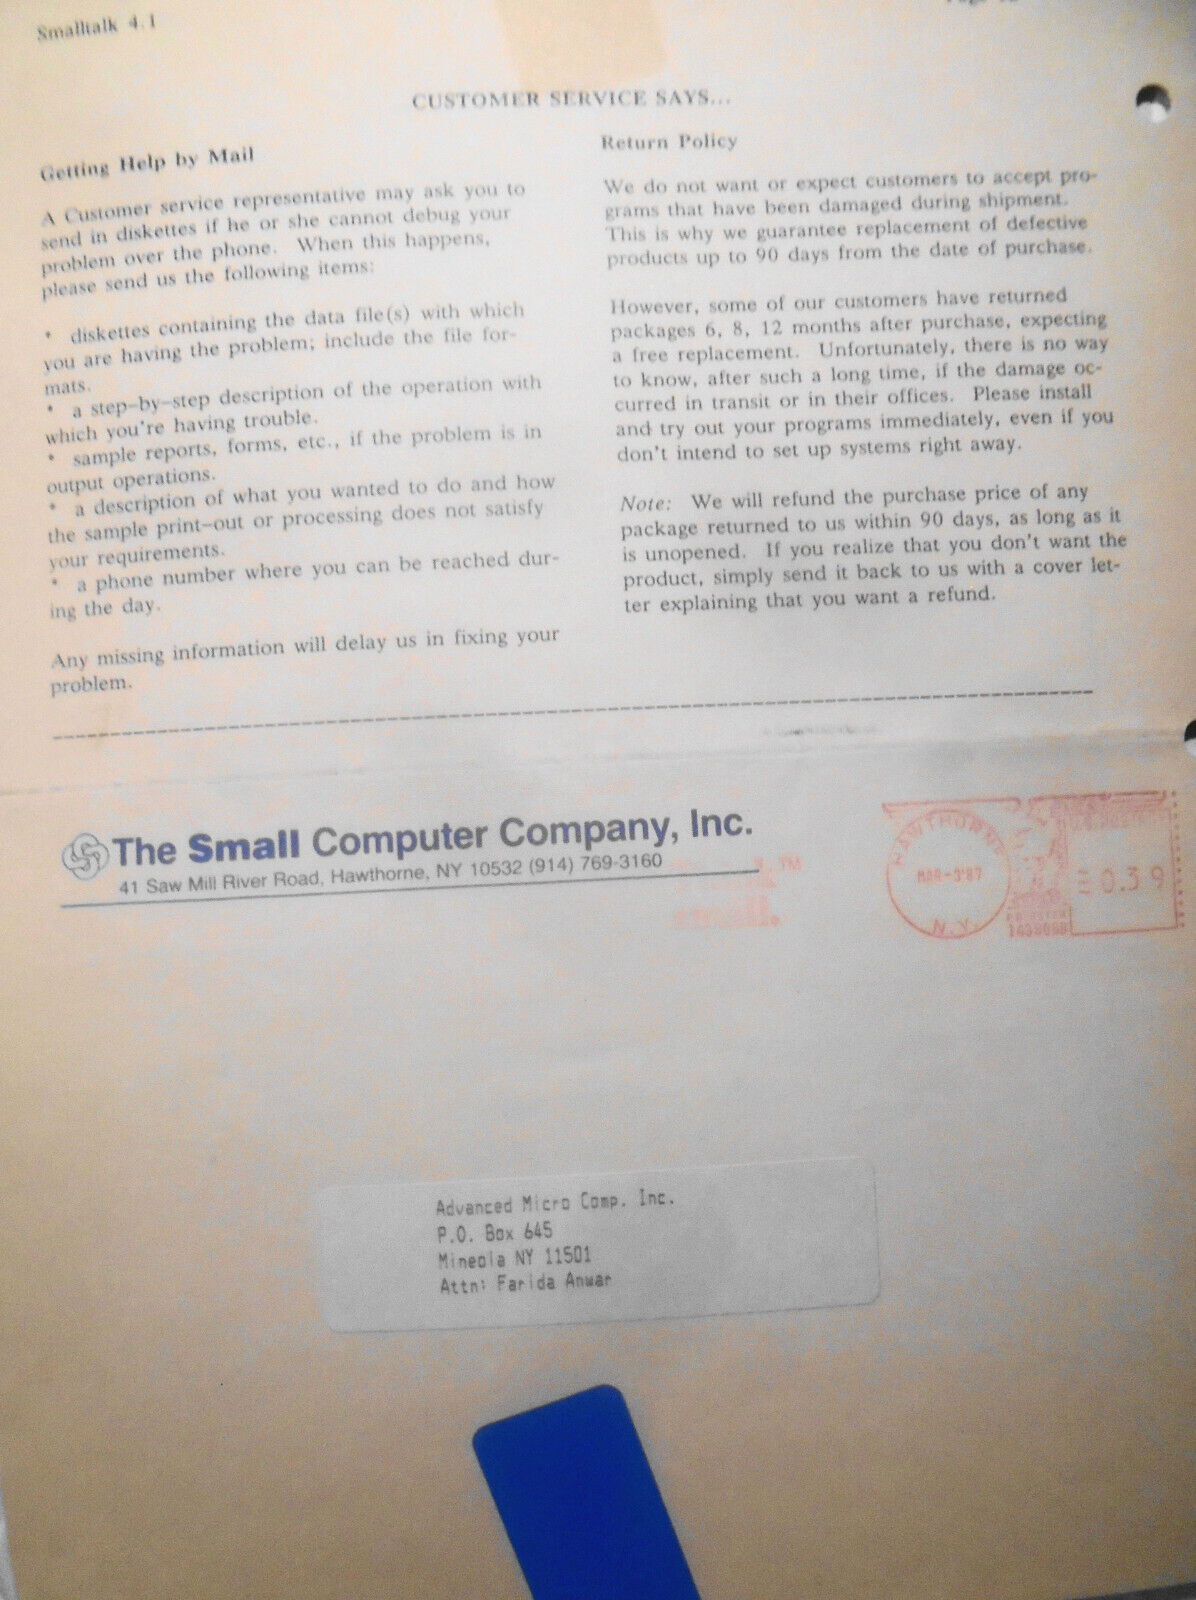 Smalltalk 4.1
CUSTOMER SERVICE SAYS...
Getting Help by Mail
A Customer service representative may ask you to
send in diskettes if he or she cannot debug your
problem over the phone. When this happens,
please send us the following items:
* diskettes containing the data file(s) with which
you are having the problem; include the file for-
mats.
* a step-by-step description of the operation with
which you're having trouble.
* sample reports, forms, etc., if the problem is in
output operations.
* a description of what you wanted to do and how
the sample print-out or processing does not satisfy
your requirements.
* a phone number where you can be reached dur-
ing the day.
Any missing information will delay us in fixing your
problem.
Return Policy
We do not want or expect customers to accept pro-
grams that have been damaged during shipment.
This is why we guarantee replacement of defective
products up to 90 days from the date of purchase.
However, some of our customers have returned
packages 6, 8, 12 months after purchase, expecting
a free replacement. Unfortunately, there is no way
to know, after such a long time, if the damage oc-
curred in transit or in their offices. Please install
and try out your programs immediately, even if you
don't intend to set up systems right away.
Note: We will refund the purchase price of any
package returned to us within 90 days, as long as it
is unopened. If you realize that you don't want the
product, simply send it back to us with a cover let-
ter explaining that you want a refund.
The Small Computer Company, Inc.
41 Saw Mill River Road, Hawthorne, NY 10532 (914) 769-3160
HAWTHORNE
MAR-3'87
N.Y.
0.39
Advanced Micro Comp. Inc.
P.O. Box 645
Mineola NY 11501
Attn: Farida Anwar